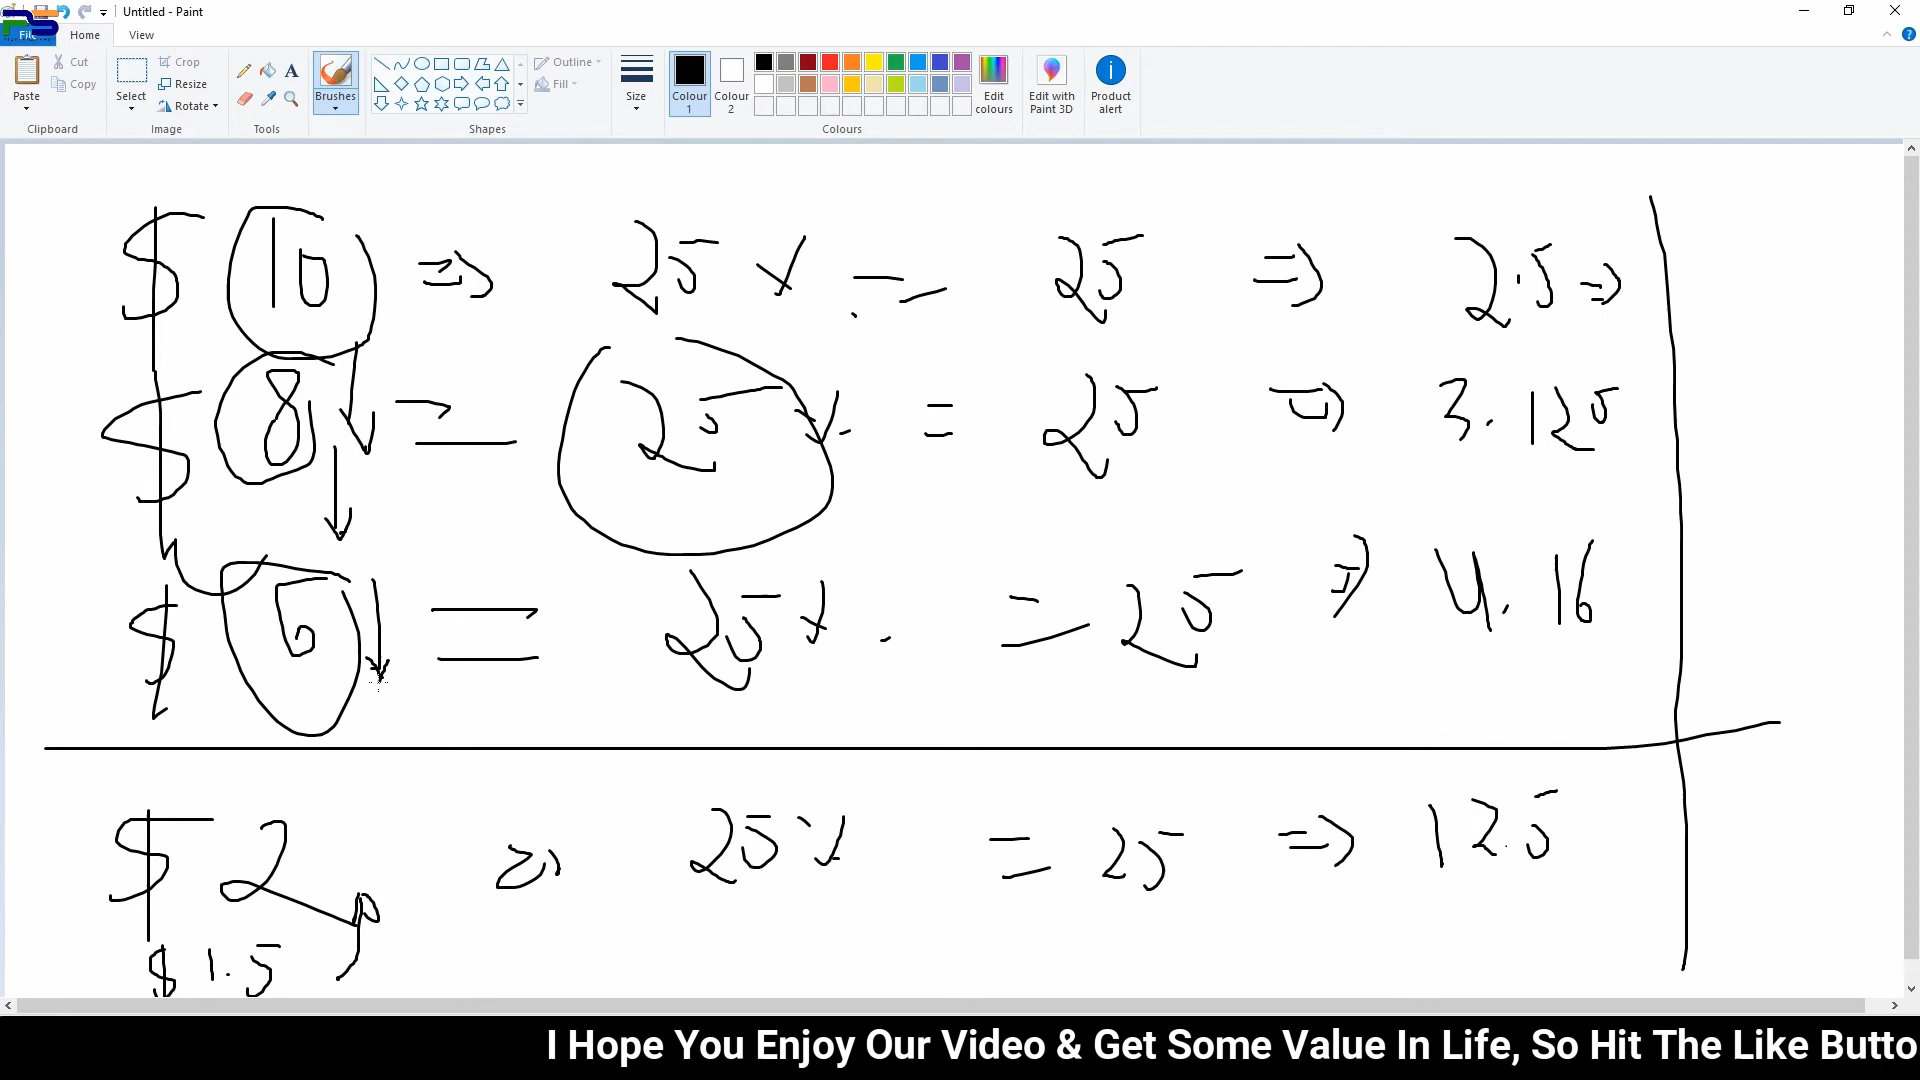 Untitled - Paint
File Home View
Paste Cut Copy Select Crop Resize Rotate Brushes Outline Fill Size Colour 1 Colour 2 Edit colours Edit with Paint 3D Product alert
Clipboard Image Tools Shapes Colours
$ 10 => 25 % = 25 => 2.5 =>
$ 8 = 25 % = 25 => 3.125
$ 6 = 25 % = 25 => 4.16
$ 2 => 25 % = 25 => 12.5
$ 1.5
I Hope You Enjoy Our Video & Get Some Value In Life, So Hit The Like Butto